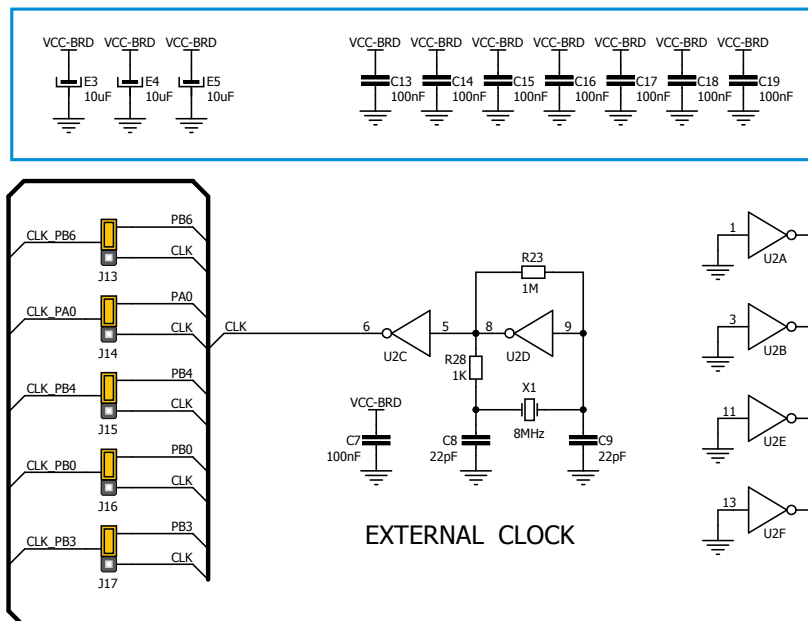 VCC-BRD VCC-BRD VCC-BRD VCC-BRD VCC-BRD VCC-BRD VCC-BRD VCC-BRD VCC-BRD VCC-BRD
E3 E4 E5 C13 C14 C15 C16 C17 C18 C19
10uF 10uF 10uF 100nF 100nF 100nF 100nF 100nF 100nF 100nF
PB6
CLK_PB6
CLK
J13
PA0
CLK_PA0
CLK
J14
PB4
CLK_PB4
CLK
J15
PB0
CLK_PB0
CLK
J16
PB3
CLK_PB3
CLK
J17
CLK
6 5 8 9
U2C U2D
R23
1M
R28
1K
X1
8MHz
VCC-BRD
C7
100nF
C8
22pF
C9
22pF
EXTERNAL CLOCK
1
U2A
3
U2B
11
U2E
13
U2F